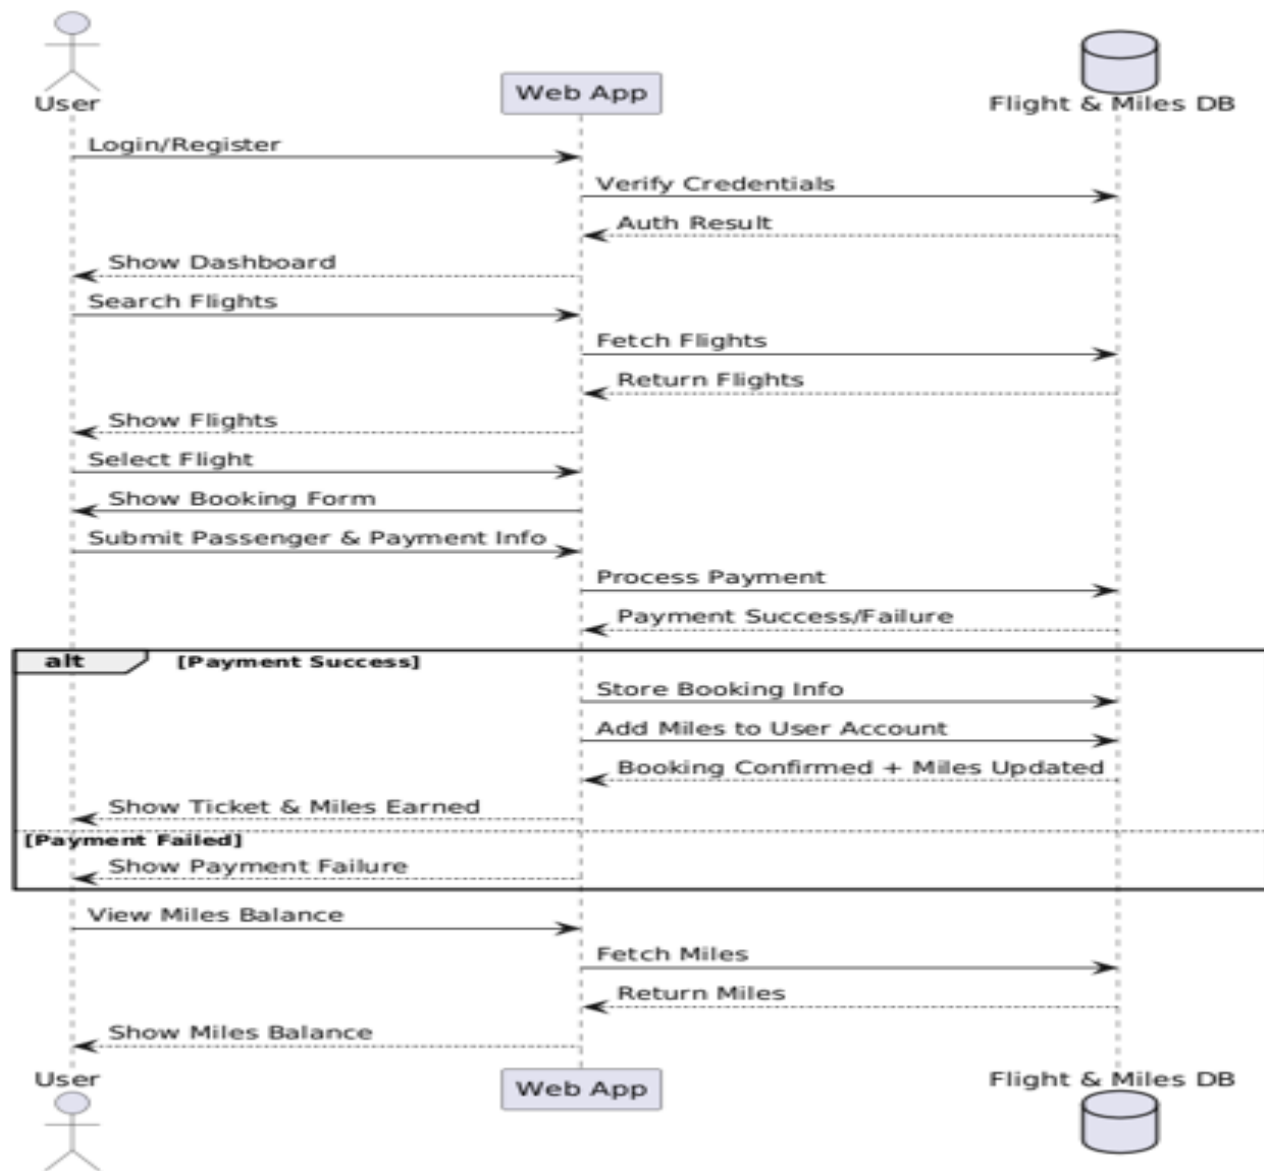 User
Web App
Flight & Miles DB
Login/Register
Verify Credentials
Auth Result
Show Dashboard
Search Flights
Fetch Flights
Return Flights
Show Flights
Select Flight
Show Booking Form
Submit Passenger & Payment Info
Process Payment
Payment Success/Failure
alt [Payment Success]
Store Booking Info
Add Miles to User Account
Booking Confirmed + Miles Updated
Show Ticket & Miles Earned
[Payment Failed]
Show Payment Failure
View Miles Balance
Fetch Miles
Return Miles
Show Miles Balance
User
Web App
Flight & Miles DB